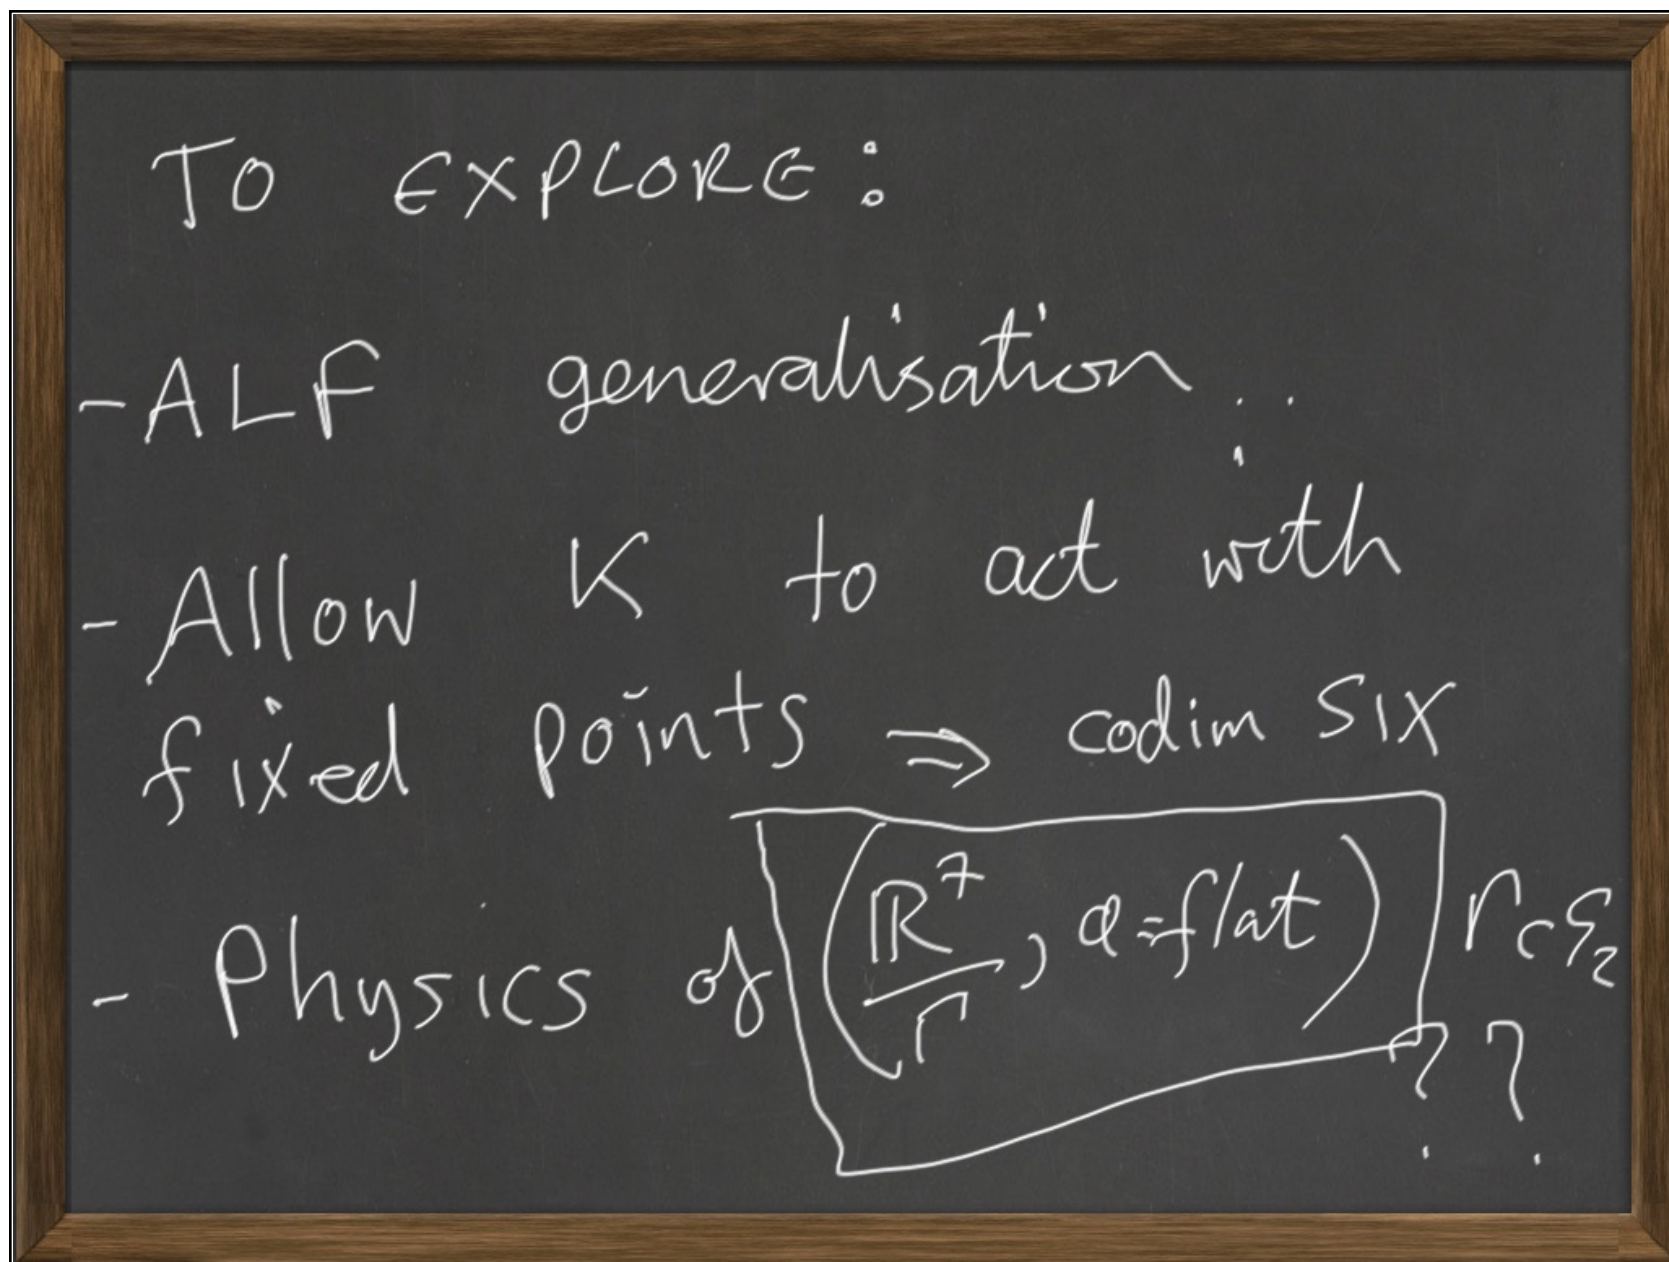 TO EXPLORE:
- ALF generalisation...
- Allow K to act with
fixed points ⇒ codim SIX
- Physics of (ℝ⁷/Γ, φ=flat) Γ⊂G₂
??